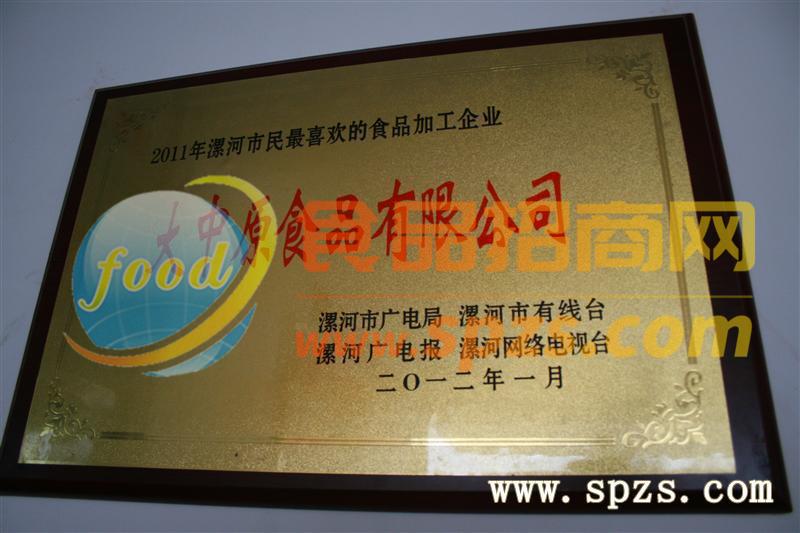 2011年漯河市民最喜欢的食品加工企业
大中原食品有限公司
food
食品招商网
www.spzs.com
漯河市广电局 漯河市有线台
漯河广电报 漯河网络电视台
二〇一二年一月
www.spzs.com